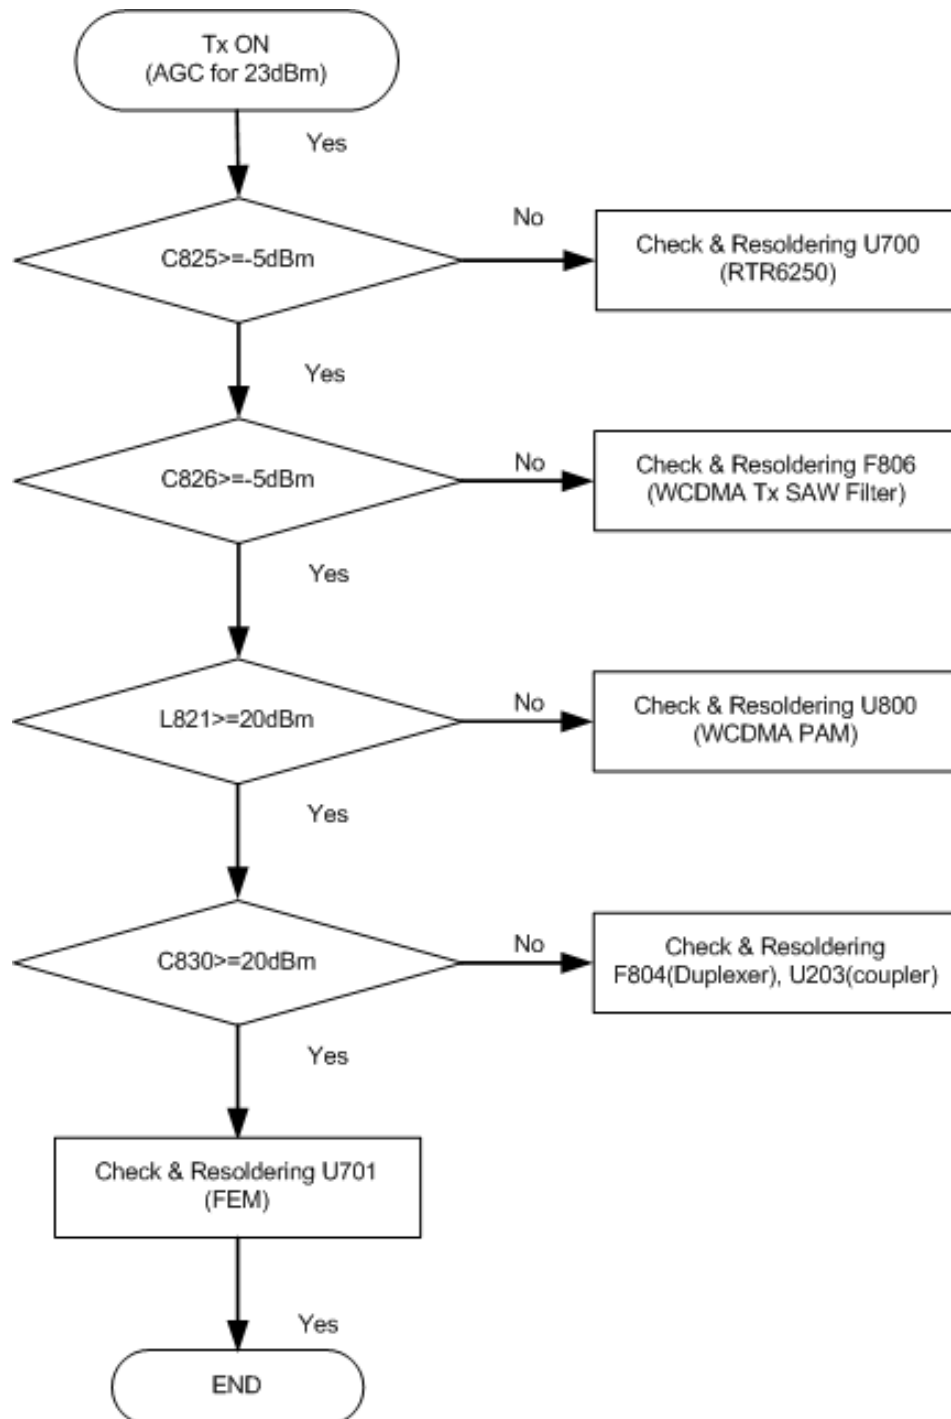 Tx ON
(AGC for 23dBm)
Yes
C825>=-5dBm
No
Check & Resoldering U700
(RTR6250)
Yes
C826>=-5dBm
No
Check & Resoldering F806
(WCDMA Tx SAW Filter)
Yes
L821>=20dBm
No
Check & Resoldering U800
(WCDMA PAM)
Yes
C830>=20dBm
No
Check & Resoldering
F804(Duplexer), U203(coupler)
Yes
Check & Resoldering U701
(FEM)
Yes
END